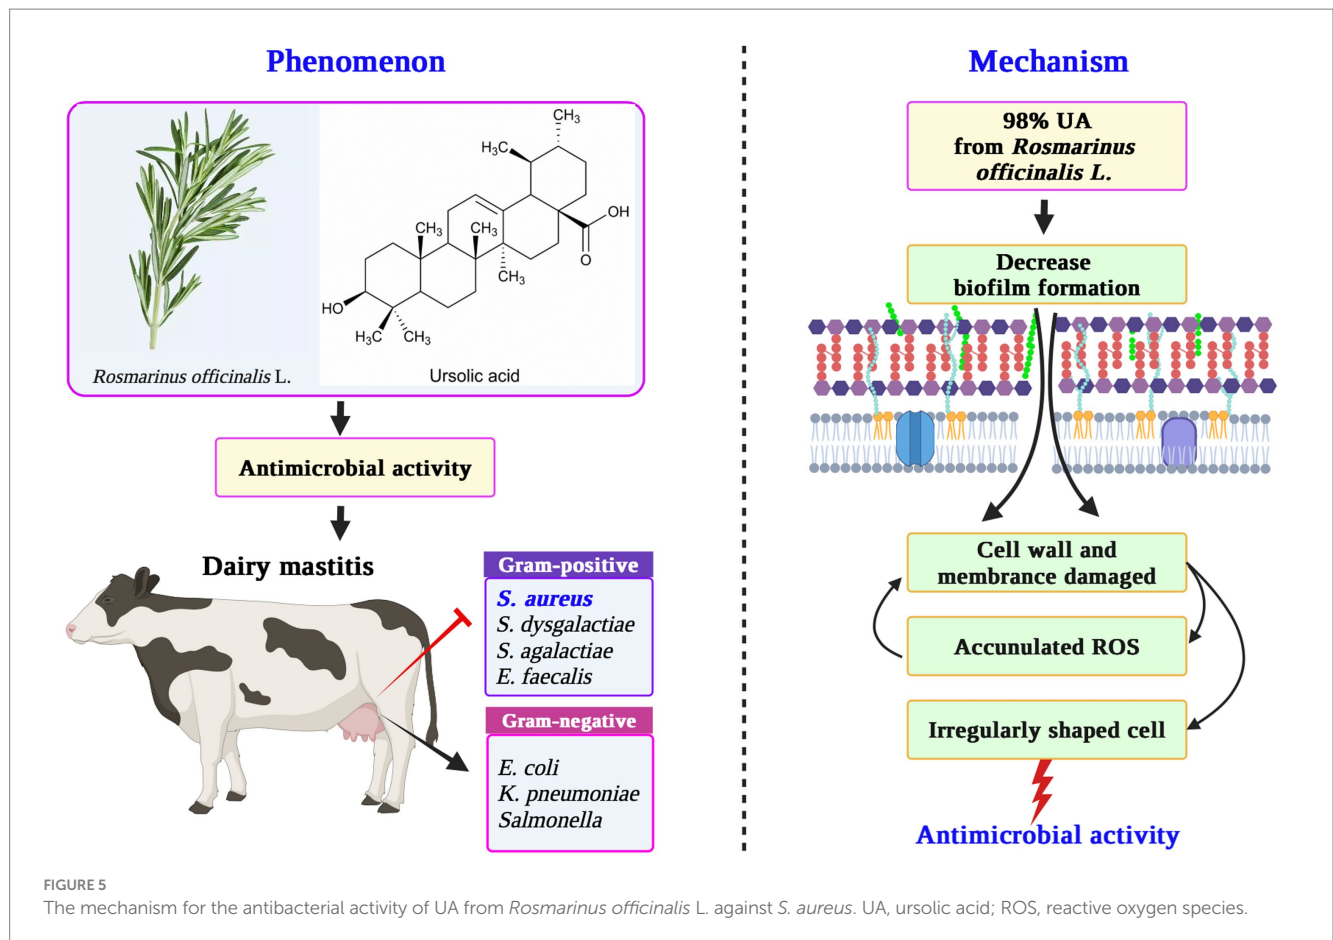 Phenomenon
CH₃
H₃C
OH
O
CH₃
CH₃
CH₃
HO
H₃C
CH₃
Rosmarinus officinalis L.
Ursolic acid
Antimicrobial activity
Dairy mastitis
Gram-positive
S. aureus
S. dysgalactiae
S. agalactiae
E. faecalis
Gram-negative
E. coli
K. pneumoniae
Salmonella
Mechanism
98% UA
from Rosmarinus
officinalis L.
Decrease
biofilm formation
Cell wall and
membrance damaged
Accunulated ROS
Irregularly shaped cell
Antimicrobial activity
FIGURE 5
The mechanism for the antibacterial activity of UA from Rosmarinus officinalis L. against S. aureus. UA, ursolic acid; ROS, reactive oxygen species.